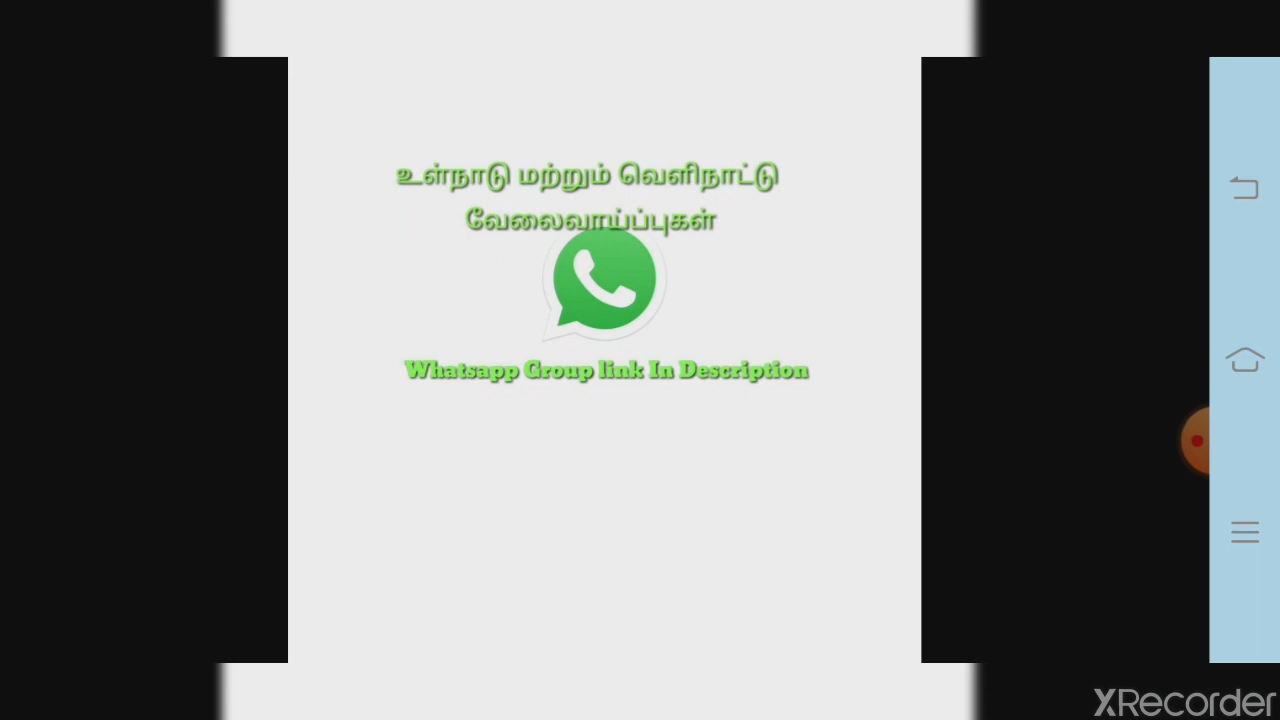 உள்நாடு மற்றும் வெளிநாட்டு
வேலைவாய்ப்புகள்
Whatsapp Group link In Description
XRecorder